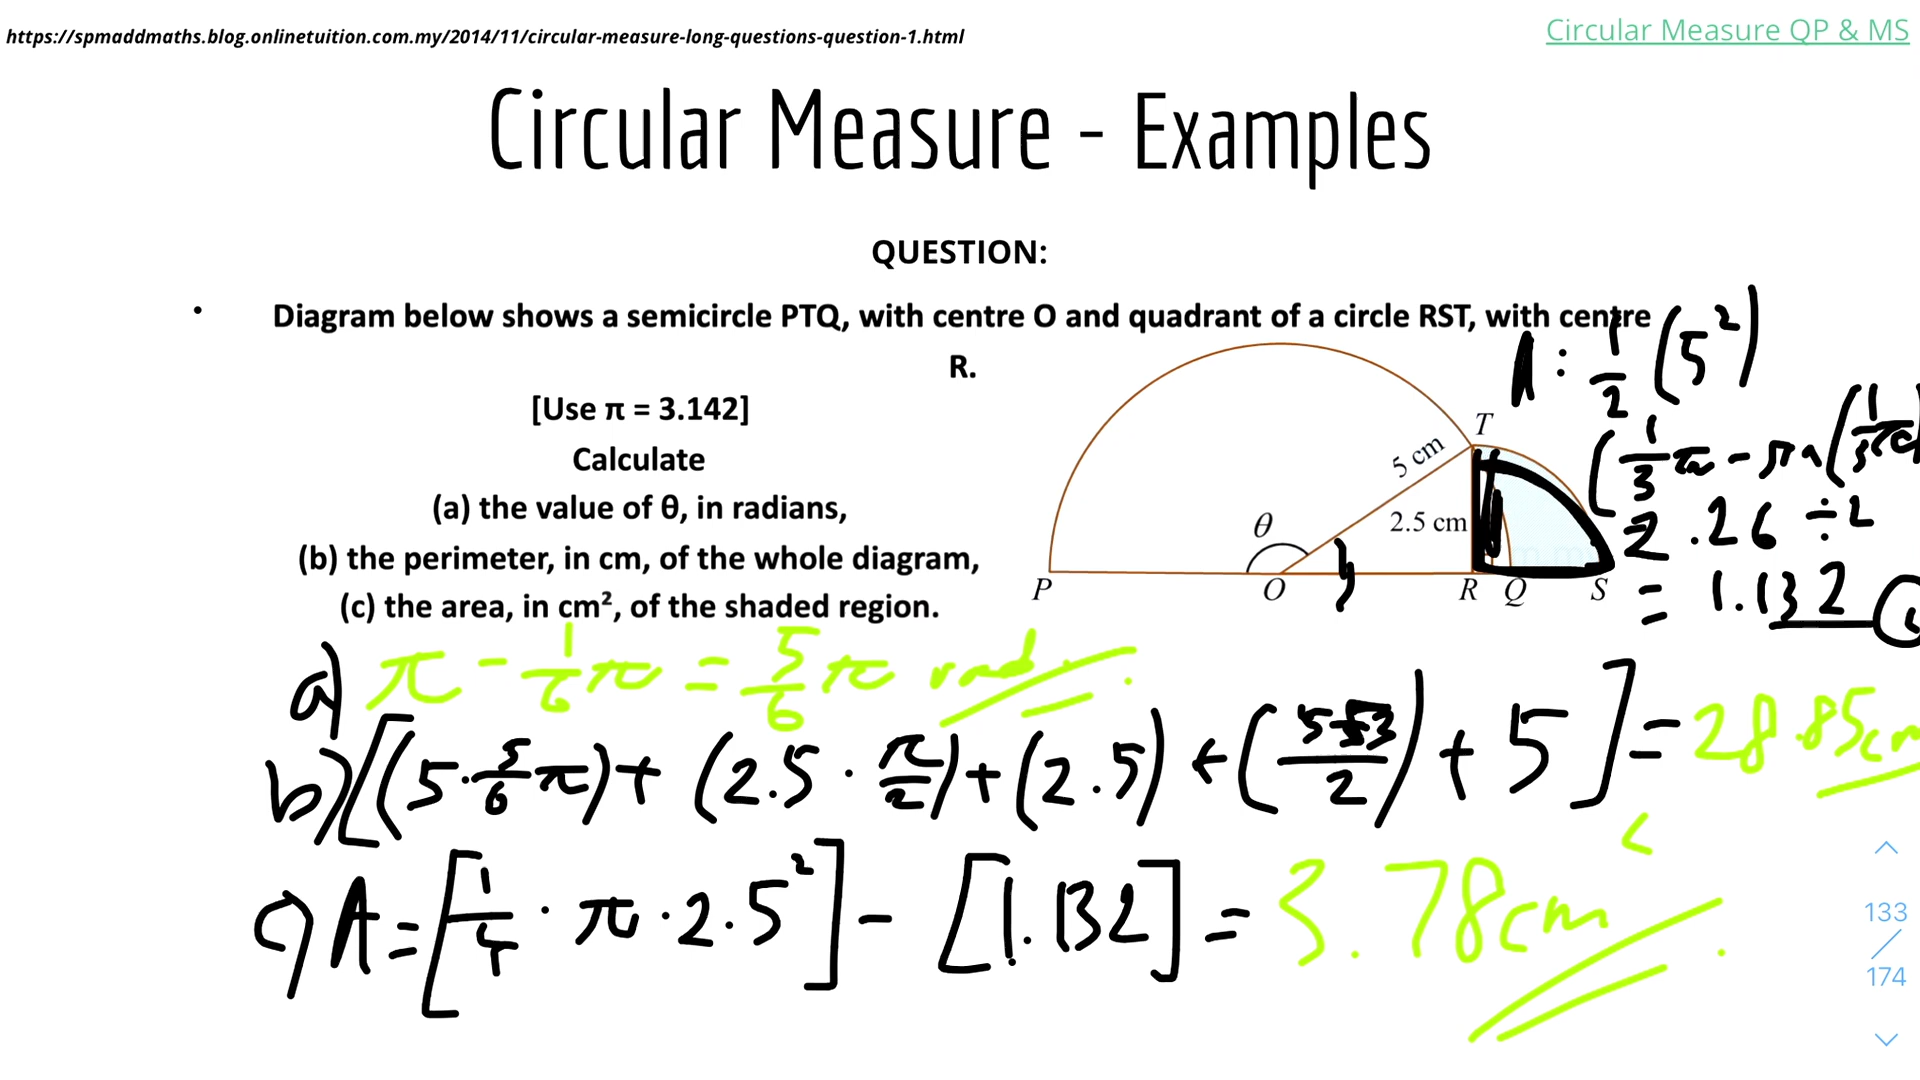 https://spmaddmaths.blog.onlinetuition.com.my/2014/11/circular-measure-long-questions-question-1.html
Circular Measure QP & MS
Circular Measure - Examples
QUESTION:
• Diagram below shows a semicircle PTQ, with centre O and quadrant of a circle RST, with centre
R.
[Use π = 3.142]
Calculate
(a) the value of θ, in radians,
(b) the perimeter, in cm, of the whole diagram,
(c) the area, in cm², of the shaded region.
T
5 cm
2.5 cm
θ
P O R Q S
A : 1/2 (5²)
(1/3 π - sin(1/3 π
2.26 ÷ 2
= 1.132
a) π - 1/6 π = 5/6 π rad.
b) [(5 · 5/6 π) + (2.5 · π/2) + (2.5) + ( /2) + 5] = 28.85cm
c) A = [1/4 · π · 2.5²] - [1.132] = 3.78cm
133
174